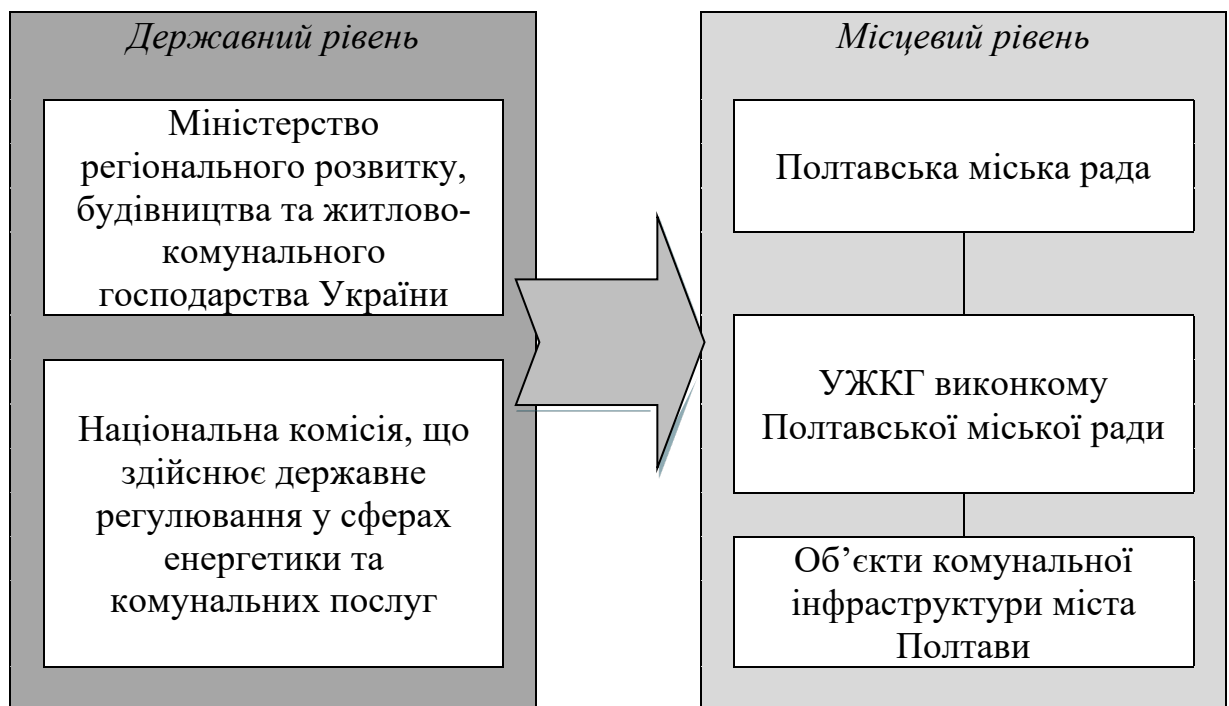 Державний рівень
Міністерство
регіонального розвитку,
будівництва та житлово-
комунального
господарства України
Національна комісія, що
здійснює державне
регулювання у сферах
енергетики та
комунальних послуг
Місцевий рівень
Полтавська міська рада
УЖКГ виконкому
Полтавської міської ради
Об’єкти комунальної
інфраструктури міста
Полтави